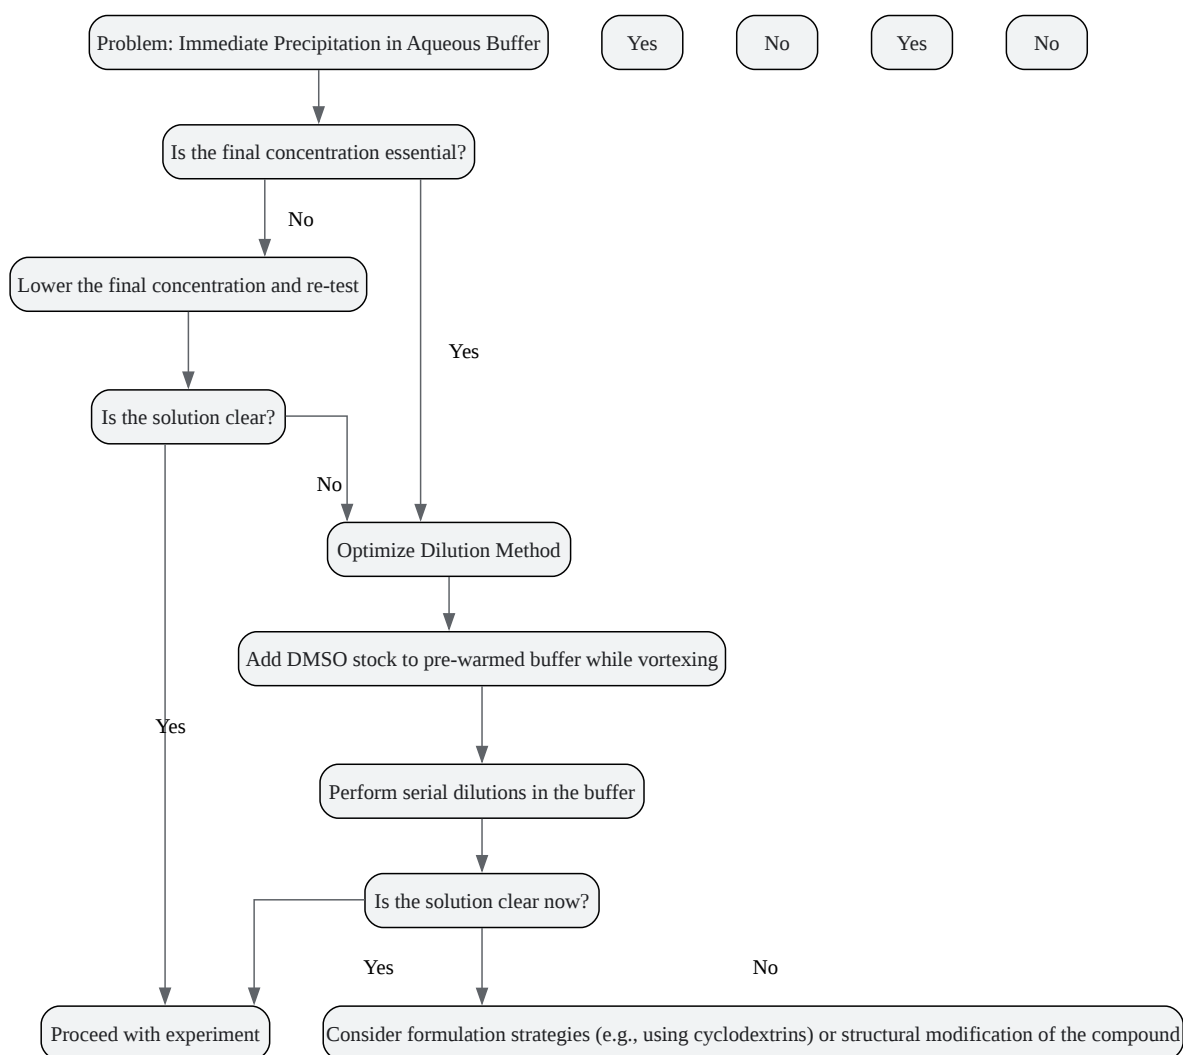 Problem: Immediate Precipitation in Aqueous Buffer
Yes
No
Yes
No
Is the final concentration essential?
No
Lower the final concentration and re-test
Yes
Is the solution clear?
No
Optimize Dilution Method
Add DMSO stock to pre-warmed buffer while vortexing
Yes
Perform serial dilutions in the buffer
Is the solution clear now?
Yes
No
Proceed with experiment
Consider formulation strategies (e.g., using cyclodextrins) or structural modification of the compound